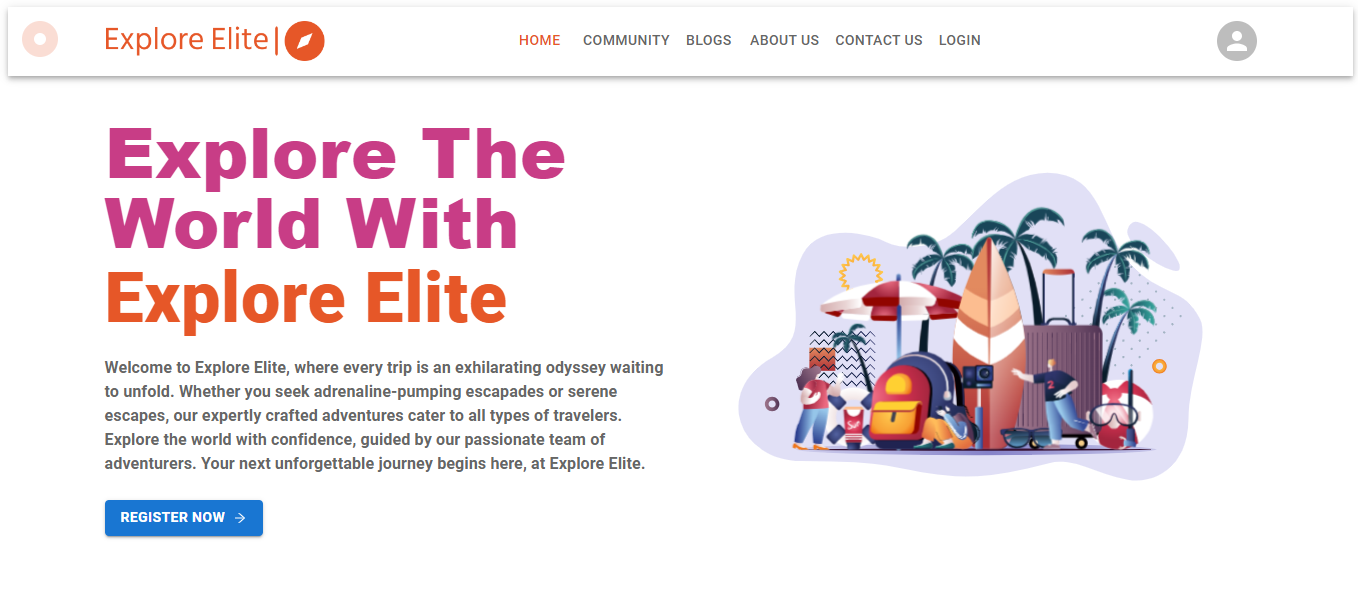 Explore Elite|
HOME COMMUNITY BLOGS ABOUT US CONTACT US LOGIN
Explore The
World With
Explore Elite
Welcome to Explore Elite, where every trip is an exhilarating odyssey waiting
to unfold. Whether you seek adrenaline-pumping escapades or serene
escapes, our expertly crafted adventures cater to all types of travelers.
Explore the world with confidence, guided by our passionate team of
adventurers. Your next unforgettable journey begins here, at Explore Elite.
REGISTER NOW
2